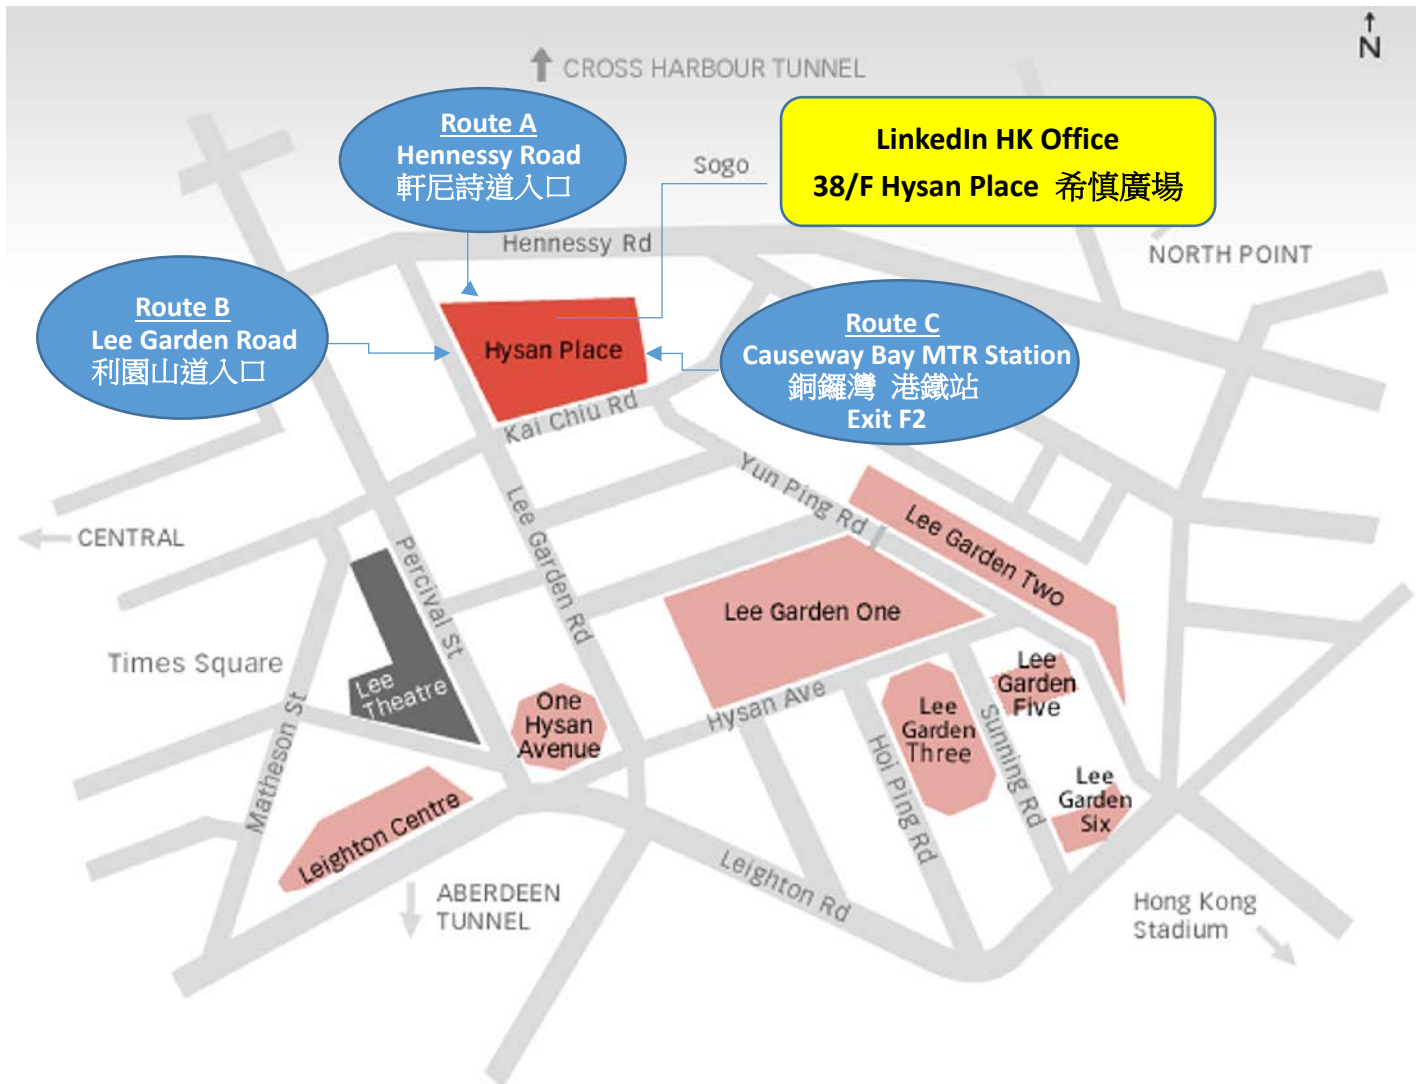 N
CROSS HARBOUR TUNNEL
Route A
Hennessy Road
軒尼詩道入口
Sogo
LinkedIn HK Office
38/F Hysan Place 希慎廣場
Hennessy Rd
NORTH POINT
Route B
Lee Garden Road
利園山道入口
Hysan Place
Route C
Causeway Bay MTR Station
銅鑼灣 港鐵站
Exit F2
Kai Chiu Rd
Yun Ping Rd
Lee Garden Two
CENTRAL
Percival St
Lee Garden Rd
Lee Garden One
Times Square
Lee
Theatre
One
Hysan
Avenue
Hysan Ave
Lee
Garden
Three
Lee
Garden
Five
Matheson St
Hoi Ping Rd
Sunning Rd
Lee
Garden
Six
Leighton Centre
Leighton Rd
ABERDEEN
TUNNEL
Hong Kong
Stadium